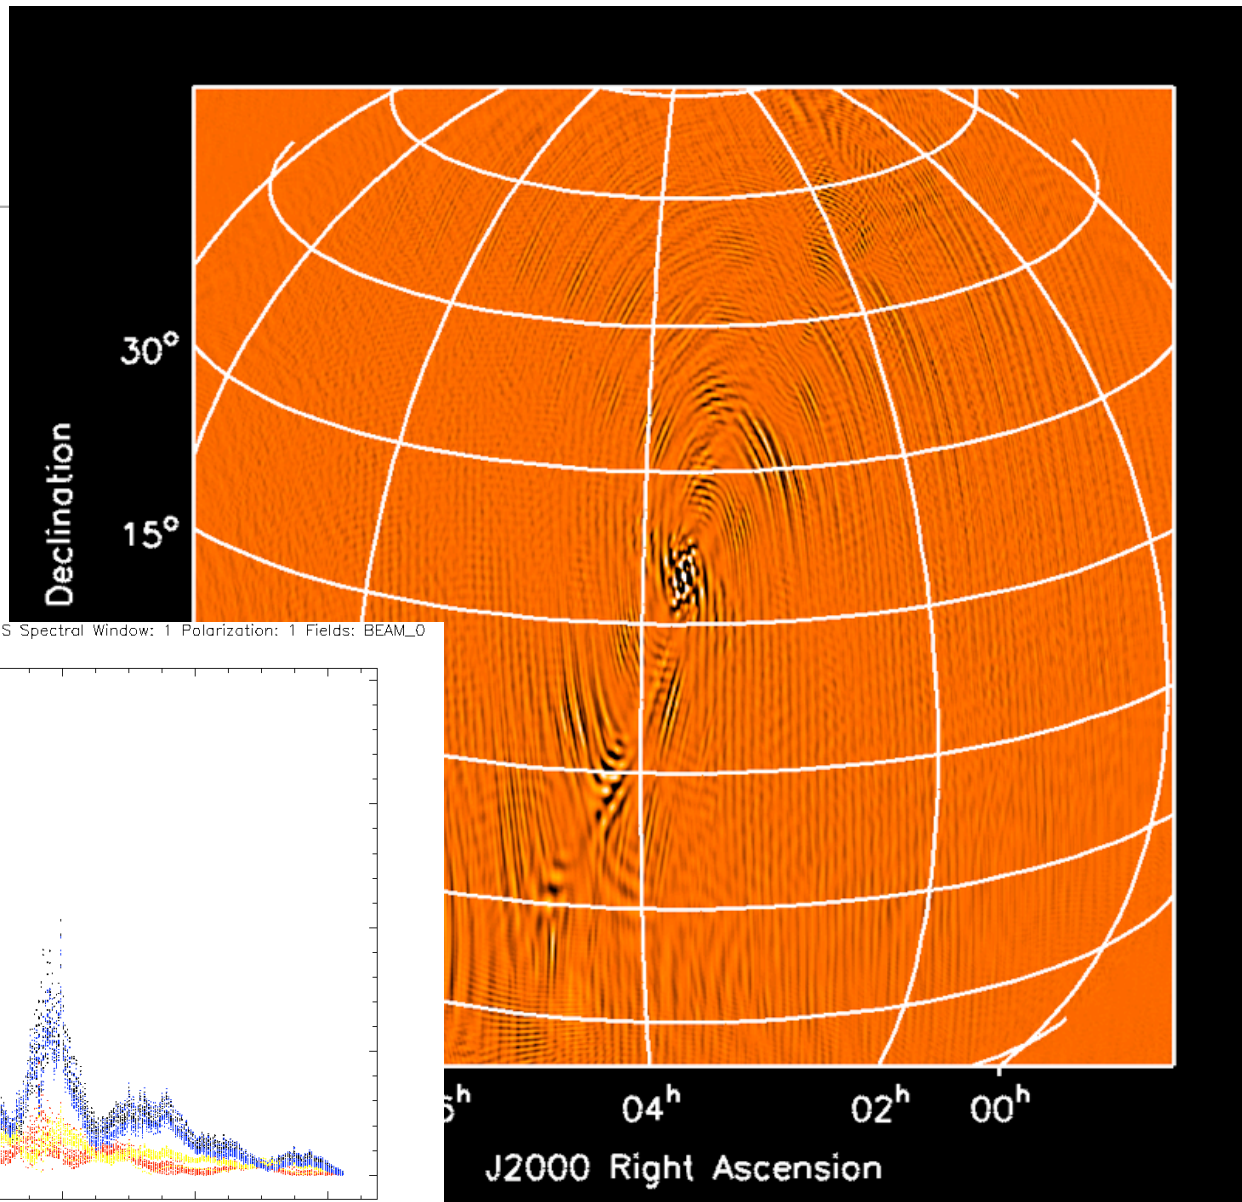 30°
Declination
15°
S Spectral Window: 1 Polarization: 1 Fields: BEAM_0
04ʰ
02ʰ
00ʰ
J2000 Right Ascension